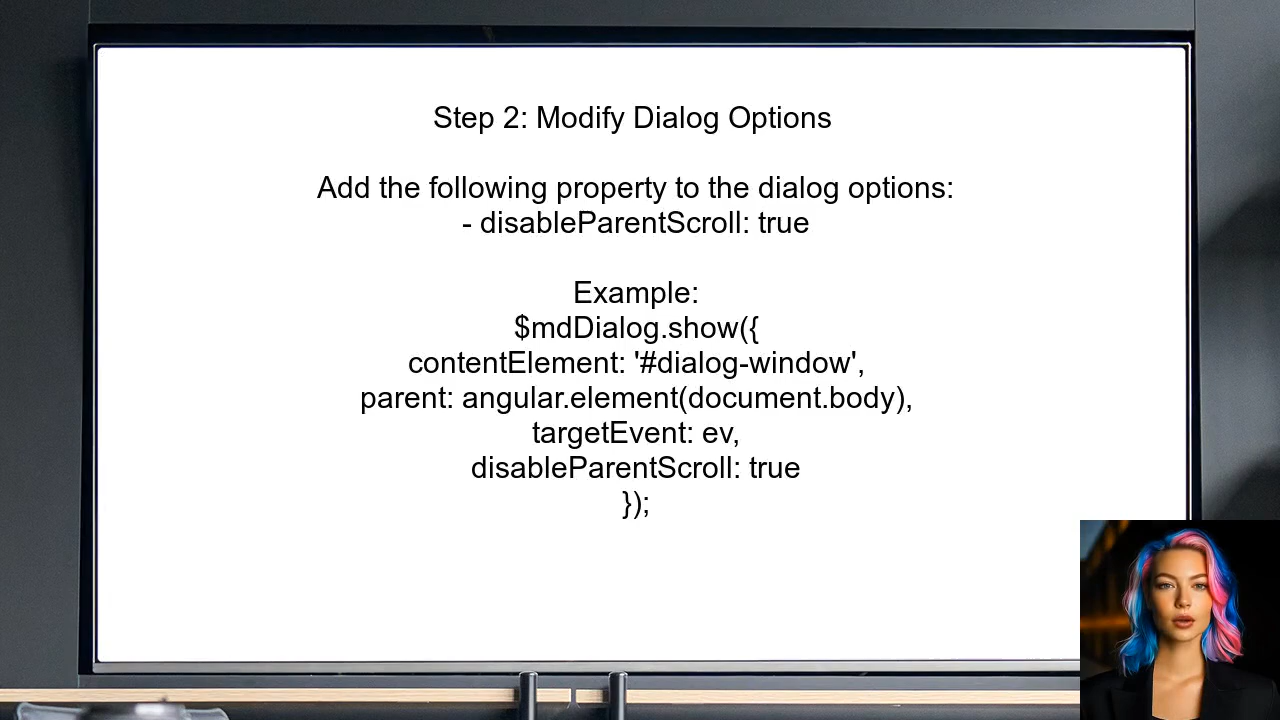 Step 2: Modify Dialog Options
Add the following property to the dialog options:
- disableParentScroll: true
Example:
$mdDialog.show({
contentElement: '#dialog-window',
parent: angular.element(document.body),
targetEvent: ev,
disableParentScroll: true
});